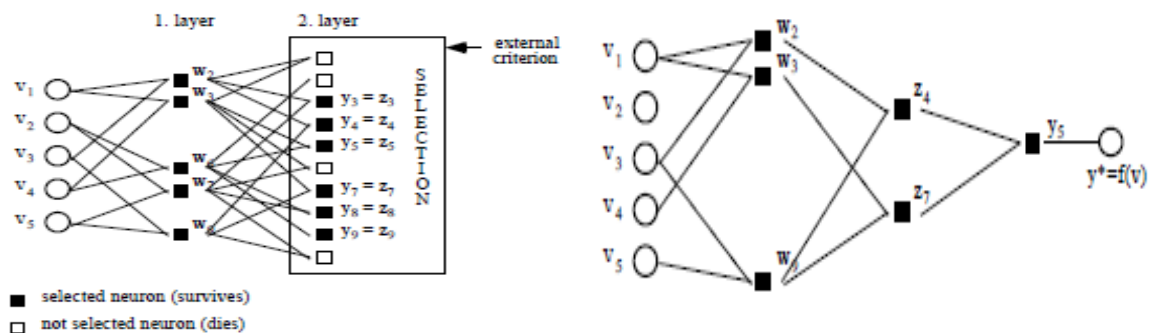 1. layer
2. layer
external
criterion
SELECTION
v1
v2
v3
v4
v5
w2
w3
y3 = z3
y4 = z4
y5 = z5
y7 = z7
y8 = z8
y9 = z9
selected neuron (survives)
not selected neuron (dies)
v1
v2
v3
v4
v5
w2
w3
w9
z4
z7
y5
y*=f(v)